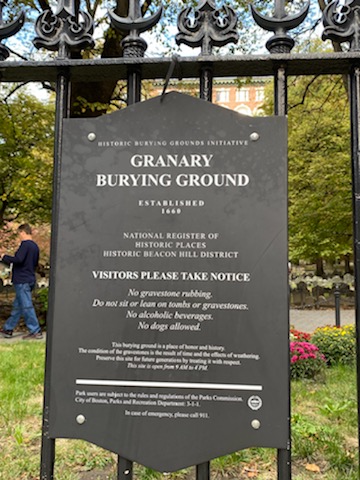 HISTORIC BURYING GROUNDS INITIATIVE
GRANARY
BURYING GROUND
ESTABLISHED
1660
NATIONAL REGISTER OF
HISTORIC PLACES
HISTORIC BEACON HILL DISTRICT
VISITORS PLEASE TAKE NOTICE
No gravestone rubbing.
Do not sit or lean on tombs or gravestones.
No alcoholic beverages.
No dogs allowed.
This burying ground is a place of honor and history.
The condition of the gravestones is the result of time and the effects of weathering.
Preserve this site for future generations by treating it with respect.
This site is open from 9 AM to 4 PM.
Park users are subject to the rules and regulations of the Parks Commission.
City of Boston, Parks and Recreation Department: 3-1-1.
In case of emergency, please call 911.